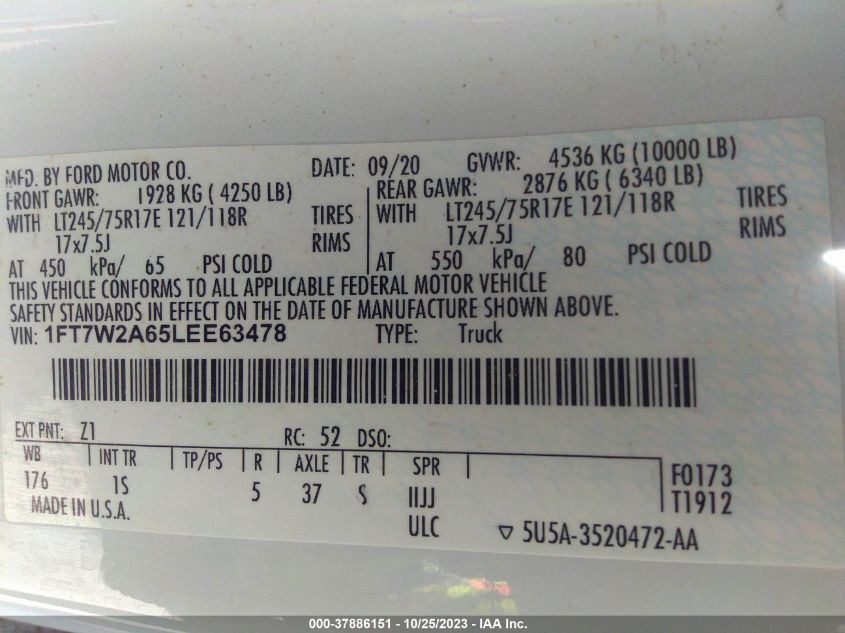 MFD. BY FORD MOTOR CO. DATE: 09/20 GVWR: 4536 KG (10000 LB)
FRONT GAWR: 1928 KG ( 4250 LB) REAR GAWR: 2876 KG ( 6340 LB)
WITH LT245/75R17E 121/118R TIRES WITH LT245/75R17E 121/118R TIRES
17x7.5J RIMS 17x7.5J RIMS
AT 450 kPa/ 65 PSI COLD AT 550 kPa/ 80 PSI COLD
THIS VEHICLE CONFORMS TO ALL APPLICABLE FEDERAL MOTOR VEHICLE
SAFETY STANDARDS IN EFFECT ON THE DATE OF MANUFACTURE SHOWN ABOVE.
VIN: 1FT7W2A65LEE63478 TYPE: Truck
EXT PNT: Z1 RC: 52 DSO:
WB INT TR TP/PS R AXLE TR SPR F0173
176 1S 5 37 S IIJJ T1912
MADE IN U.S.A. ULC ▽ 5U5A-3520472-AA
000-37886151 - 10/25/2023 - IAA Inc.